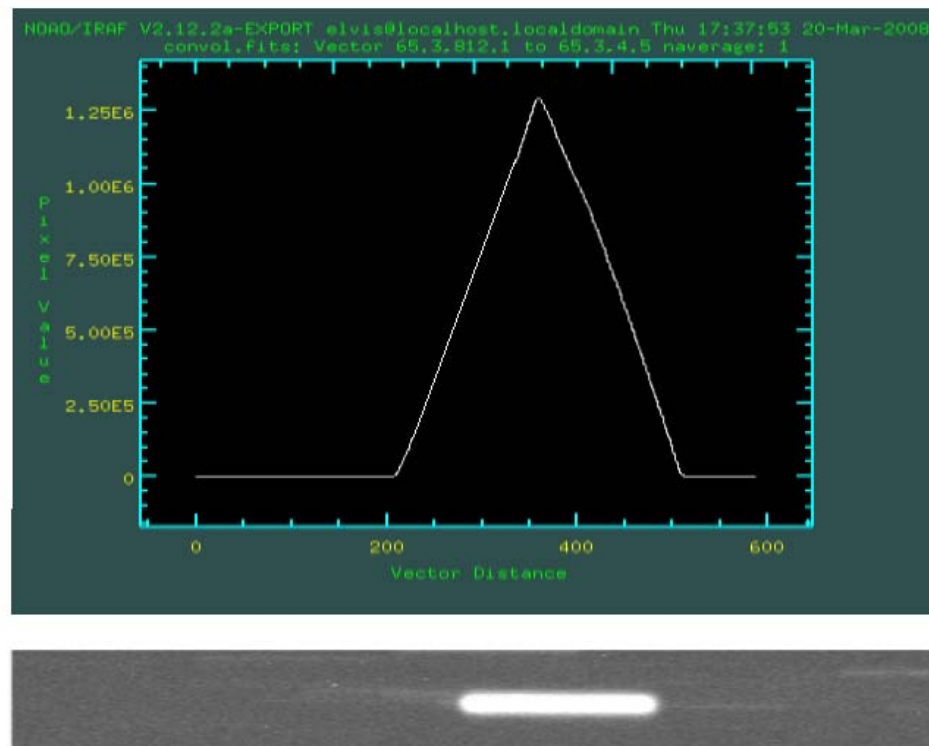 NOAO/IRAF V2.12.2a-EXPORT elvis@localhost.localdomain Thu 17:37:53 20-Mar-2008
convol.fits: Vector 65.3.812.1 to 65.3.4.5 naverage: 1
1.25E6
1.00E6
7.50E5
5.00E5
2.50E5
0
Pixel Value
0 200 400 600
Vector Distance